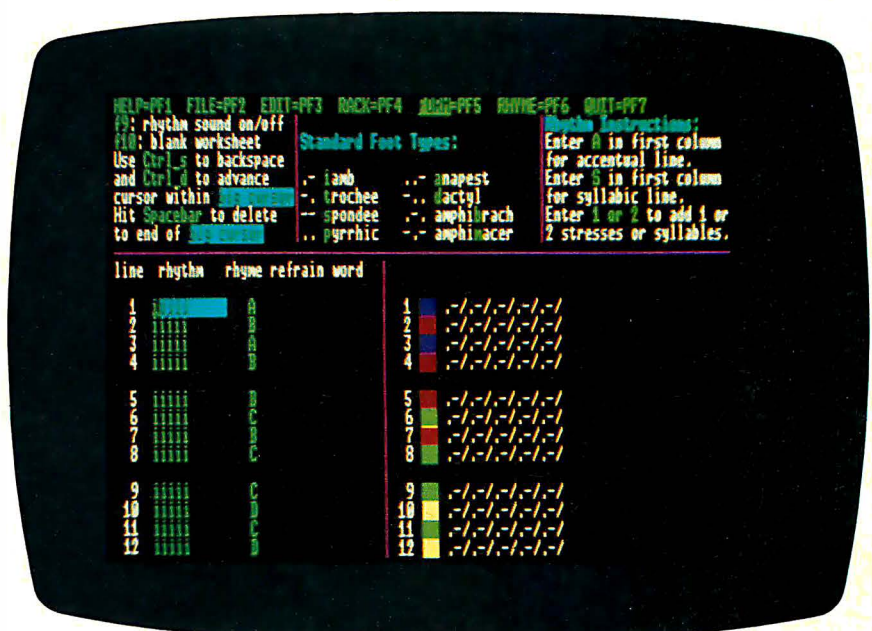 HELP=PF1 FILE=PF2 EDIT=PF3 RACK=PF4 =PF5 RHYME=PF6 QUIT=PF7
f9: rhythm sound on/off
f10: blank worksheet
Use Ctrl_s to backspace
and Ctrl_d to advance
cursor within
Hit Spacebar to delete
to end of
Standard Foot Types:
.- iamb ..- anapest
-. trochee -.. dactyl
-- spondee .-. amphibrach
.. pyrrhic -.- amphimacer
Rhythm Instructions:
Enter A in first column
for accentual line.
Enter S in first column
for syllabic line.
Enter 1 or 2 to add 1 or
2 stresses or syllables.
line rhythm rhyme refrain word
1 iiiii A 1 .-/.-/.-/.-/.-/
2 iiiii B 2 .-/.-/.-/.-/.-/
3 iiiii A 3 .-/.-/.-/.-/.-/
4 iiiii B 4 .-/.-/.-/.-/.-/
5 iiiii B 5 .-/.-/.-/.-/.-/
6 iiiii C 6 .-/.-/.-/.-/.-/
7 iiiii B 7 .-/.-/.-/.-/.-/
8 iiiii C 8 .-/.-/.-/.-/.-/
9 iiiii C 9 .-/.-/.-/.-/.-/
10 iiiii D 10 .-/.-/.-/.-/.-/
11 iiiii C 11 .-/.-/.-/.-/.-/
12 iiiii D 12 .-/.-/.-/.-/.-/